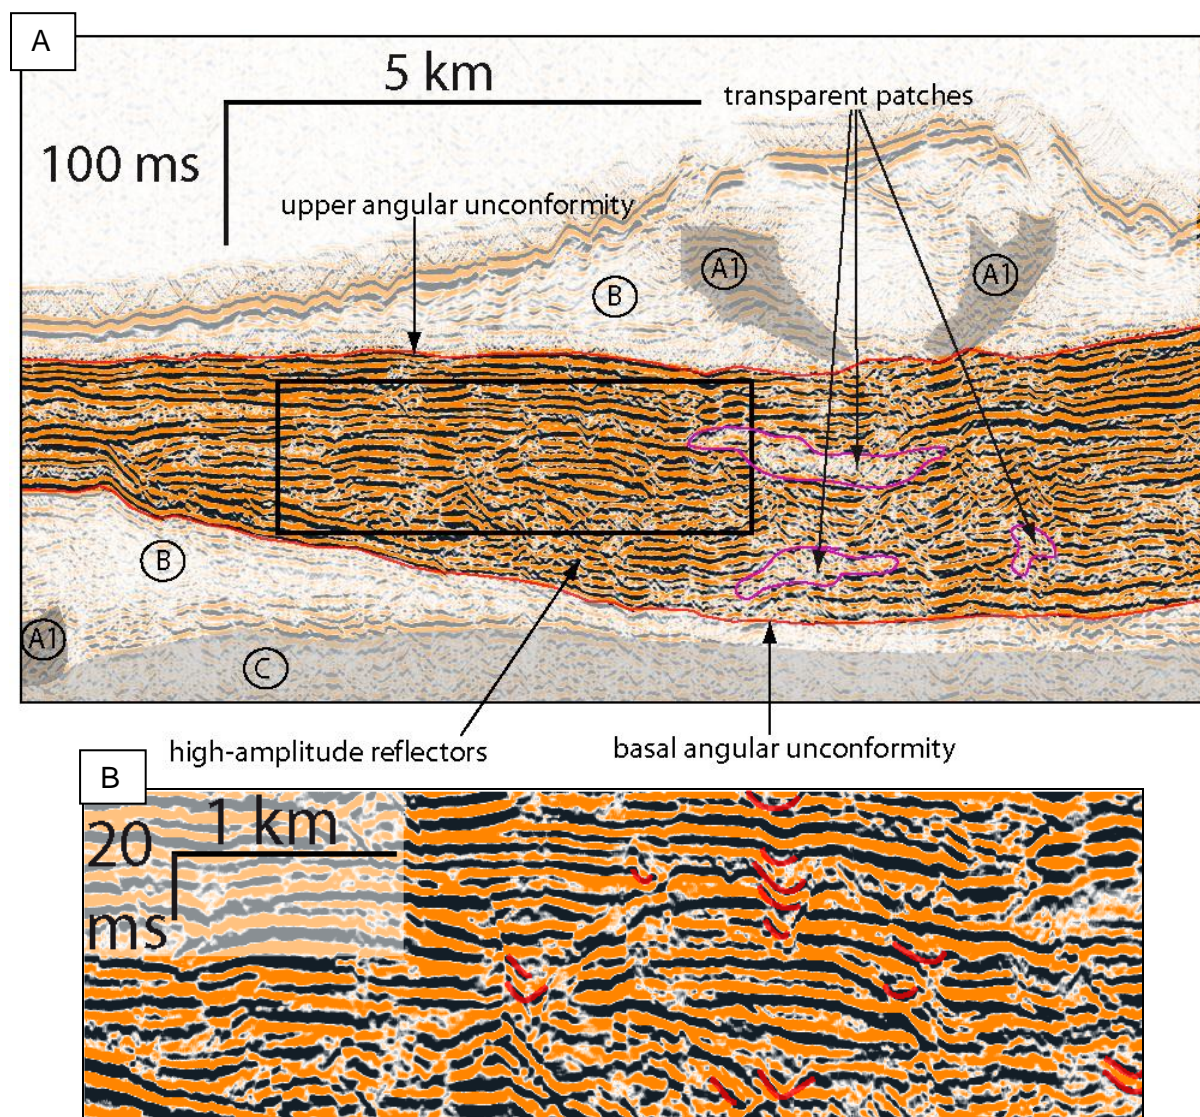 A
5 km
transparent patches
100 ms
upper angular unconformity
A1
A1
B
B
A1
C
high-amplitude reflectors
basal angular unconformity
B
1 km
20
ms